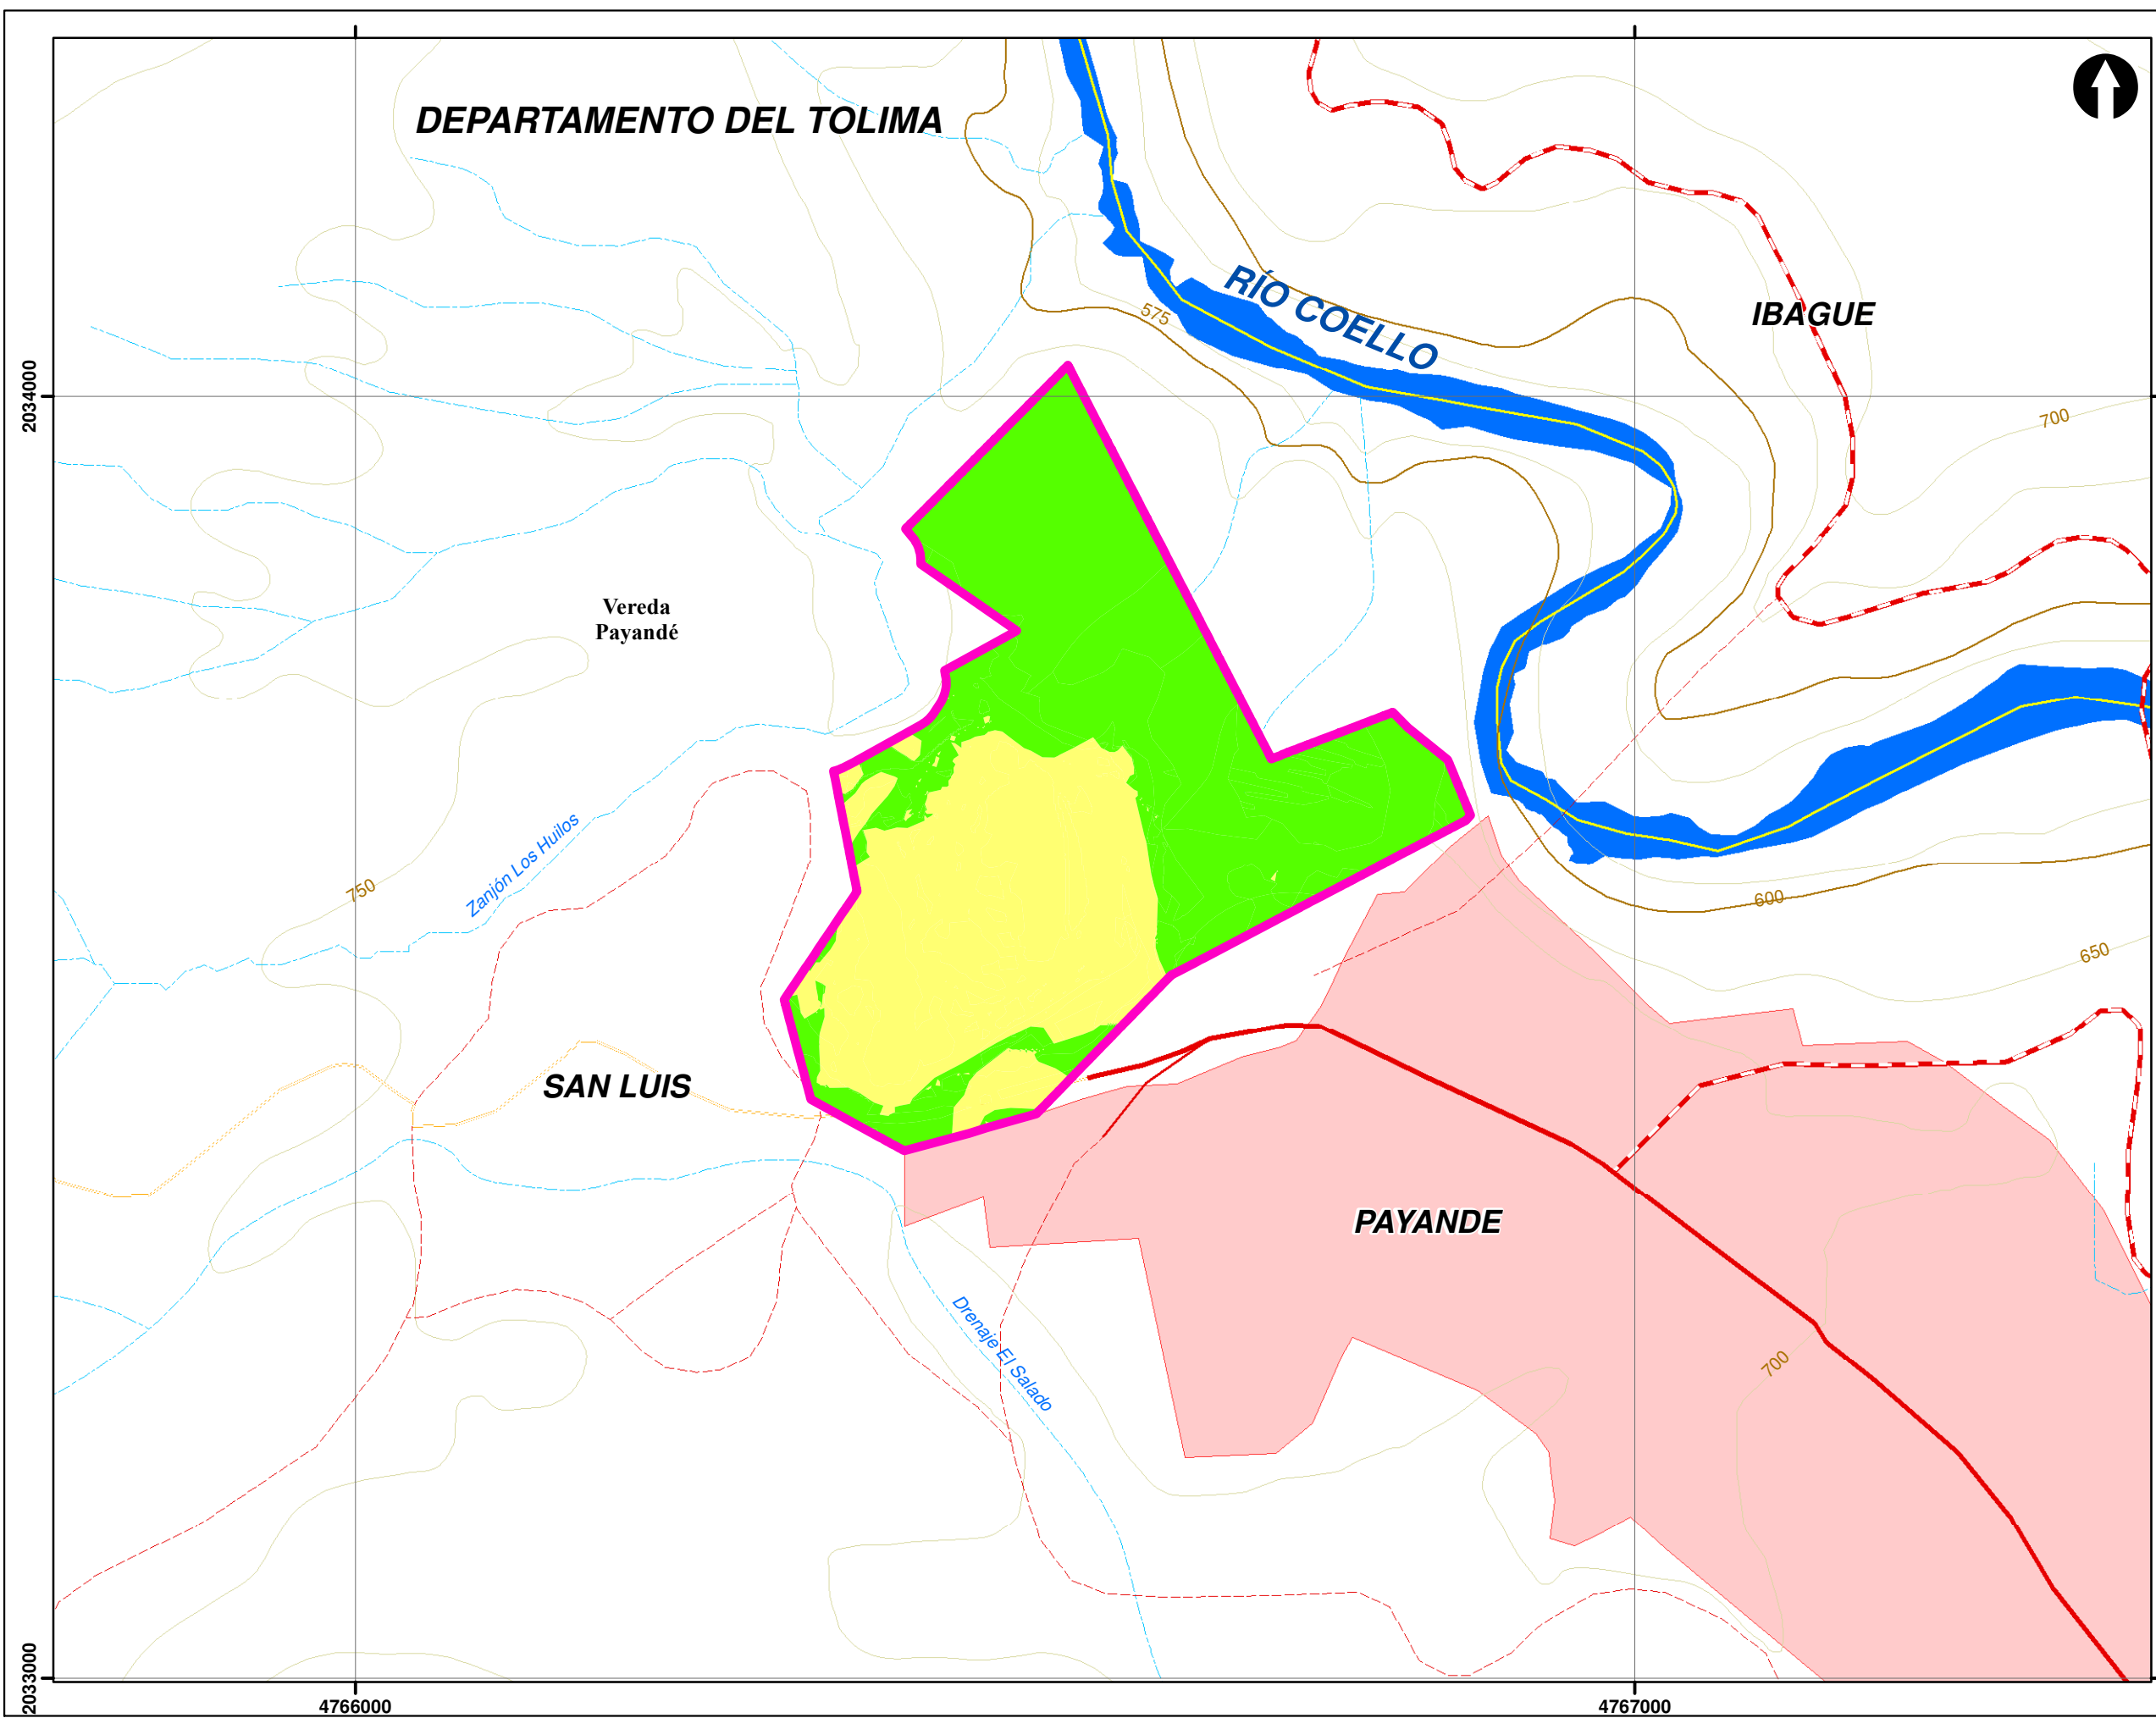 DEPARTAMENTO DEL TOLIMA
RÍO COELLO
575
IBAGUE
2034000
700
Vereda
Payandé
Zanjón Los Huilos
750
600
650
SAN LUIS
PAYANDE
Drenaje El Salado
700
2033000
4766000
4767000